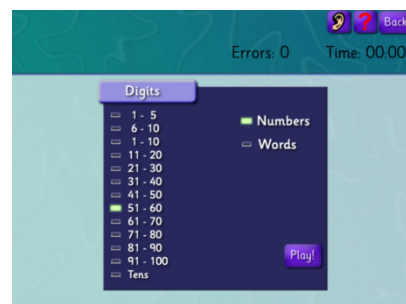 ? Back
Errors: 0 Time: 00:00
Digits
1 - 5
6 - 10
1 - 10
11 - 20
21 - 30
31 - 40
41 - 50
51 - 60
61 - 70
71 - 80
81 - 90
91 - 100
Tens
Numbers
Words
Play!